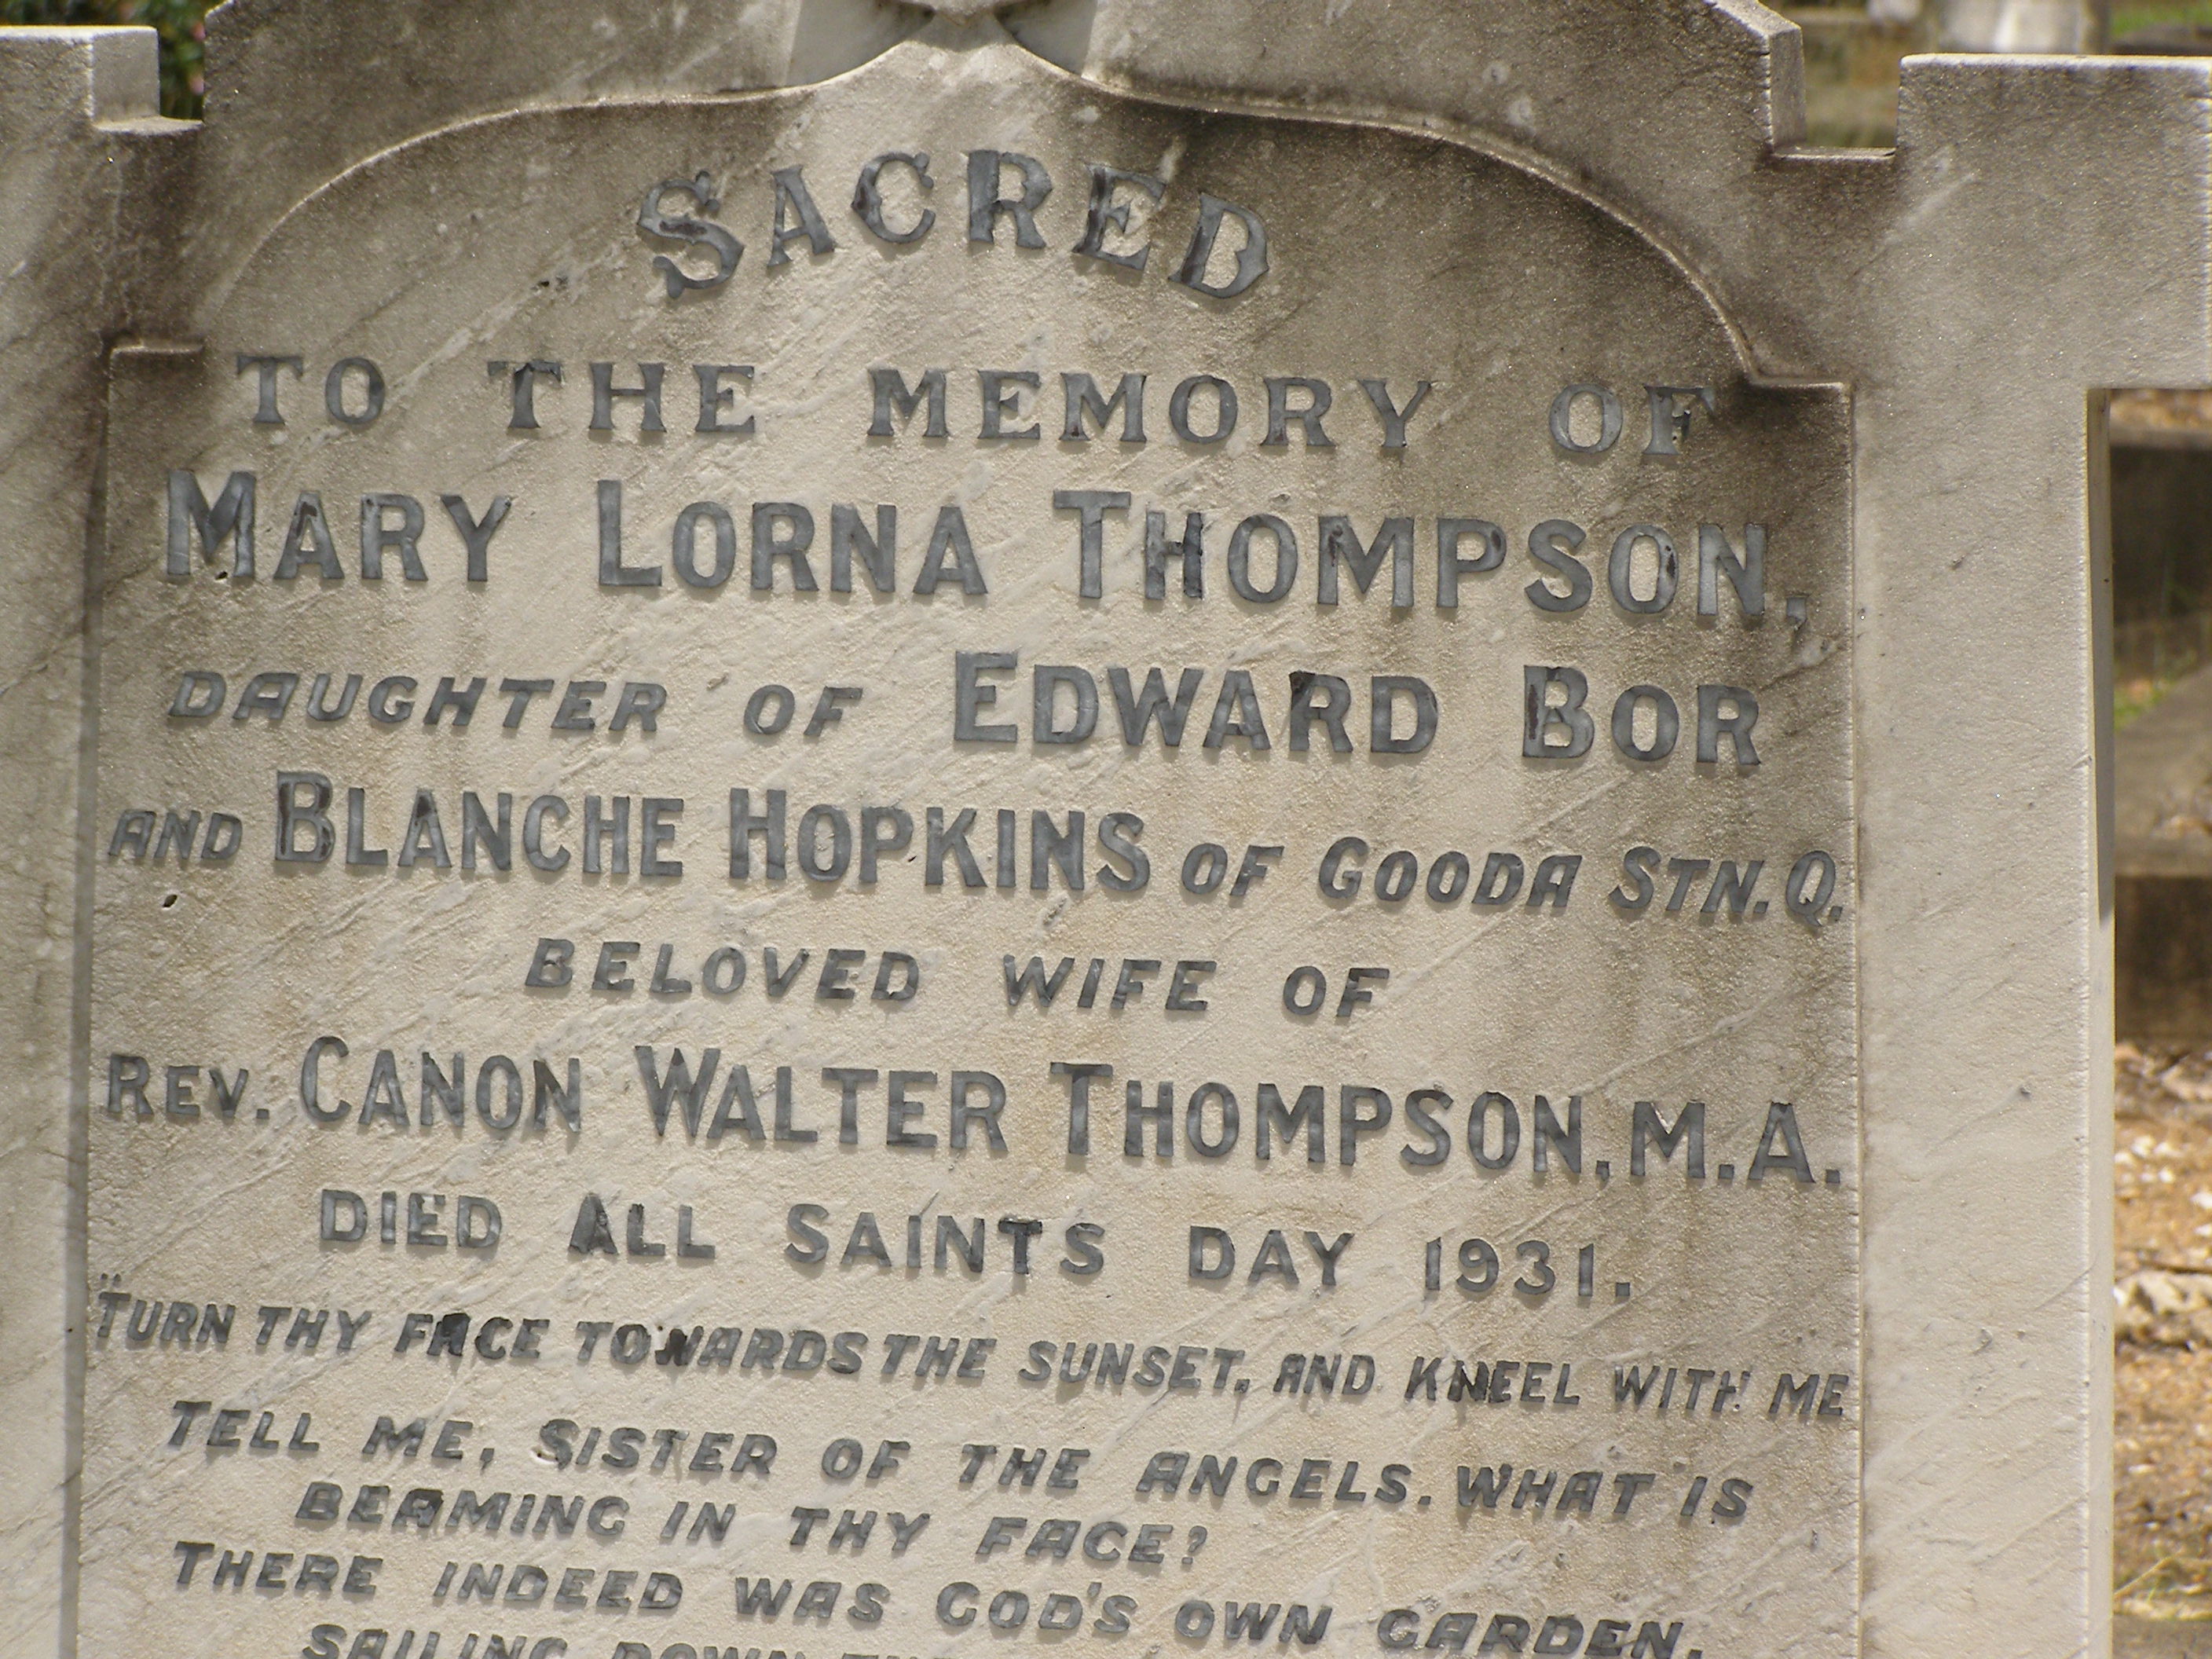 SACRED
TO THE MEMORY OF
MARY LORNA THOMPSON,
DAUGHTER OF EDWARD BOR
AND BLANCHE HOPKINS OF GOODA STN. Q.
BELOVED WIFE OF
REV. CANON WALTER THOMPSON, M.A.
DIED ALL SAINTS DAY 1931.
"TURN THY FACE TOWARDS THE SUNSET, AND KNEEL WITH ME
TELL ME, SISTER OF THE ANGELS. WHAT IS
BEAMING IN THY FACE?
THERE INDEED WAS GOD'S OWN GARDEN,
SAILING DOWN